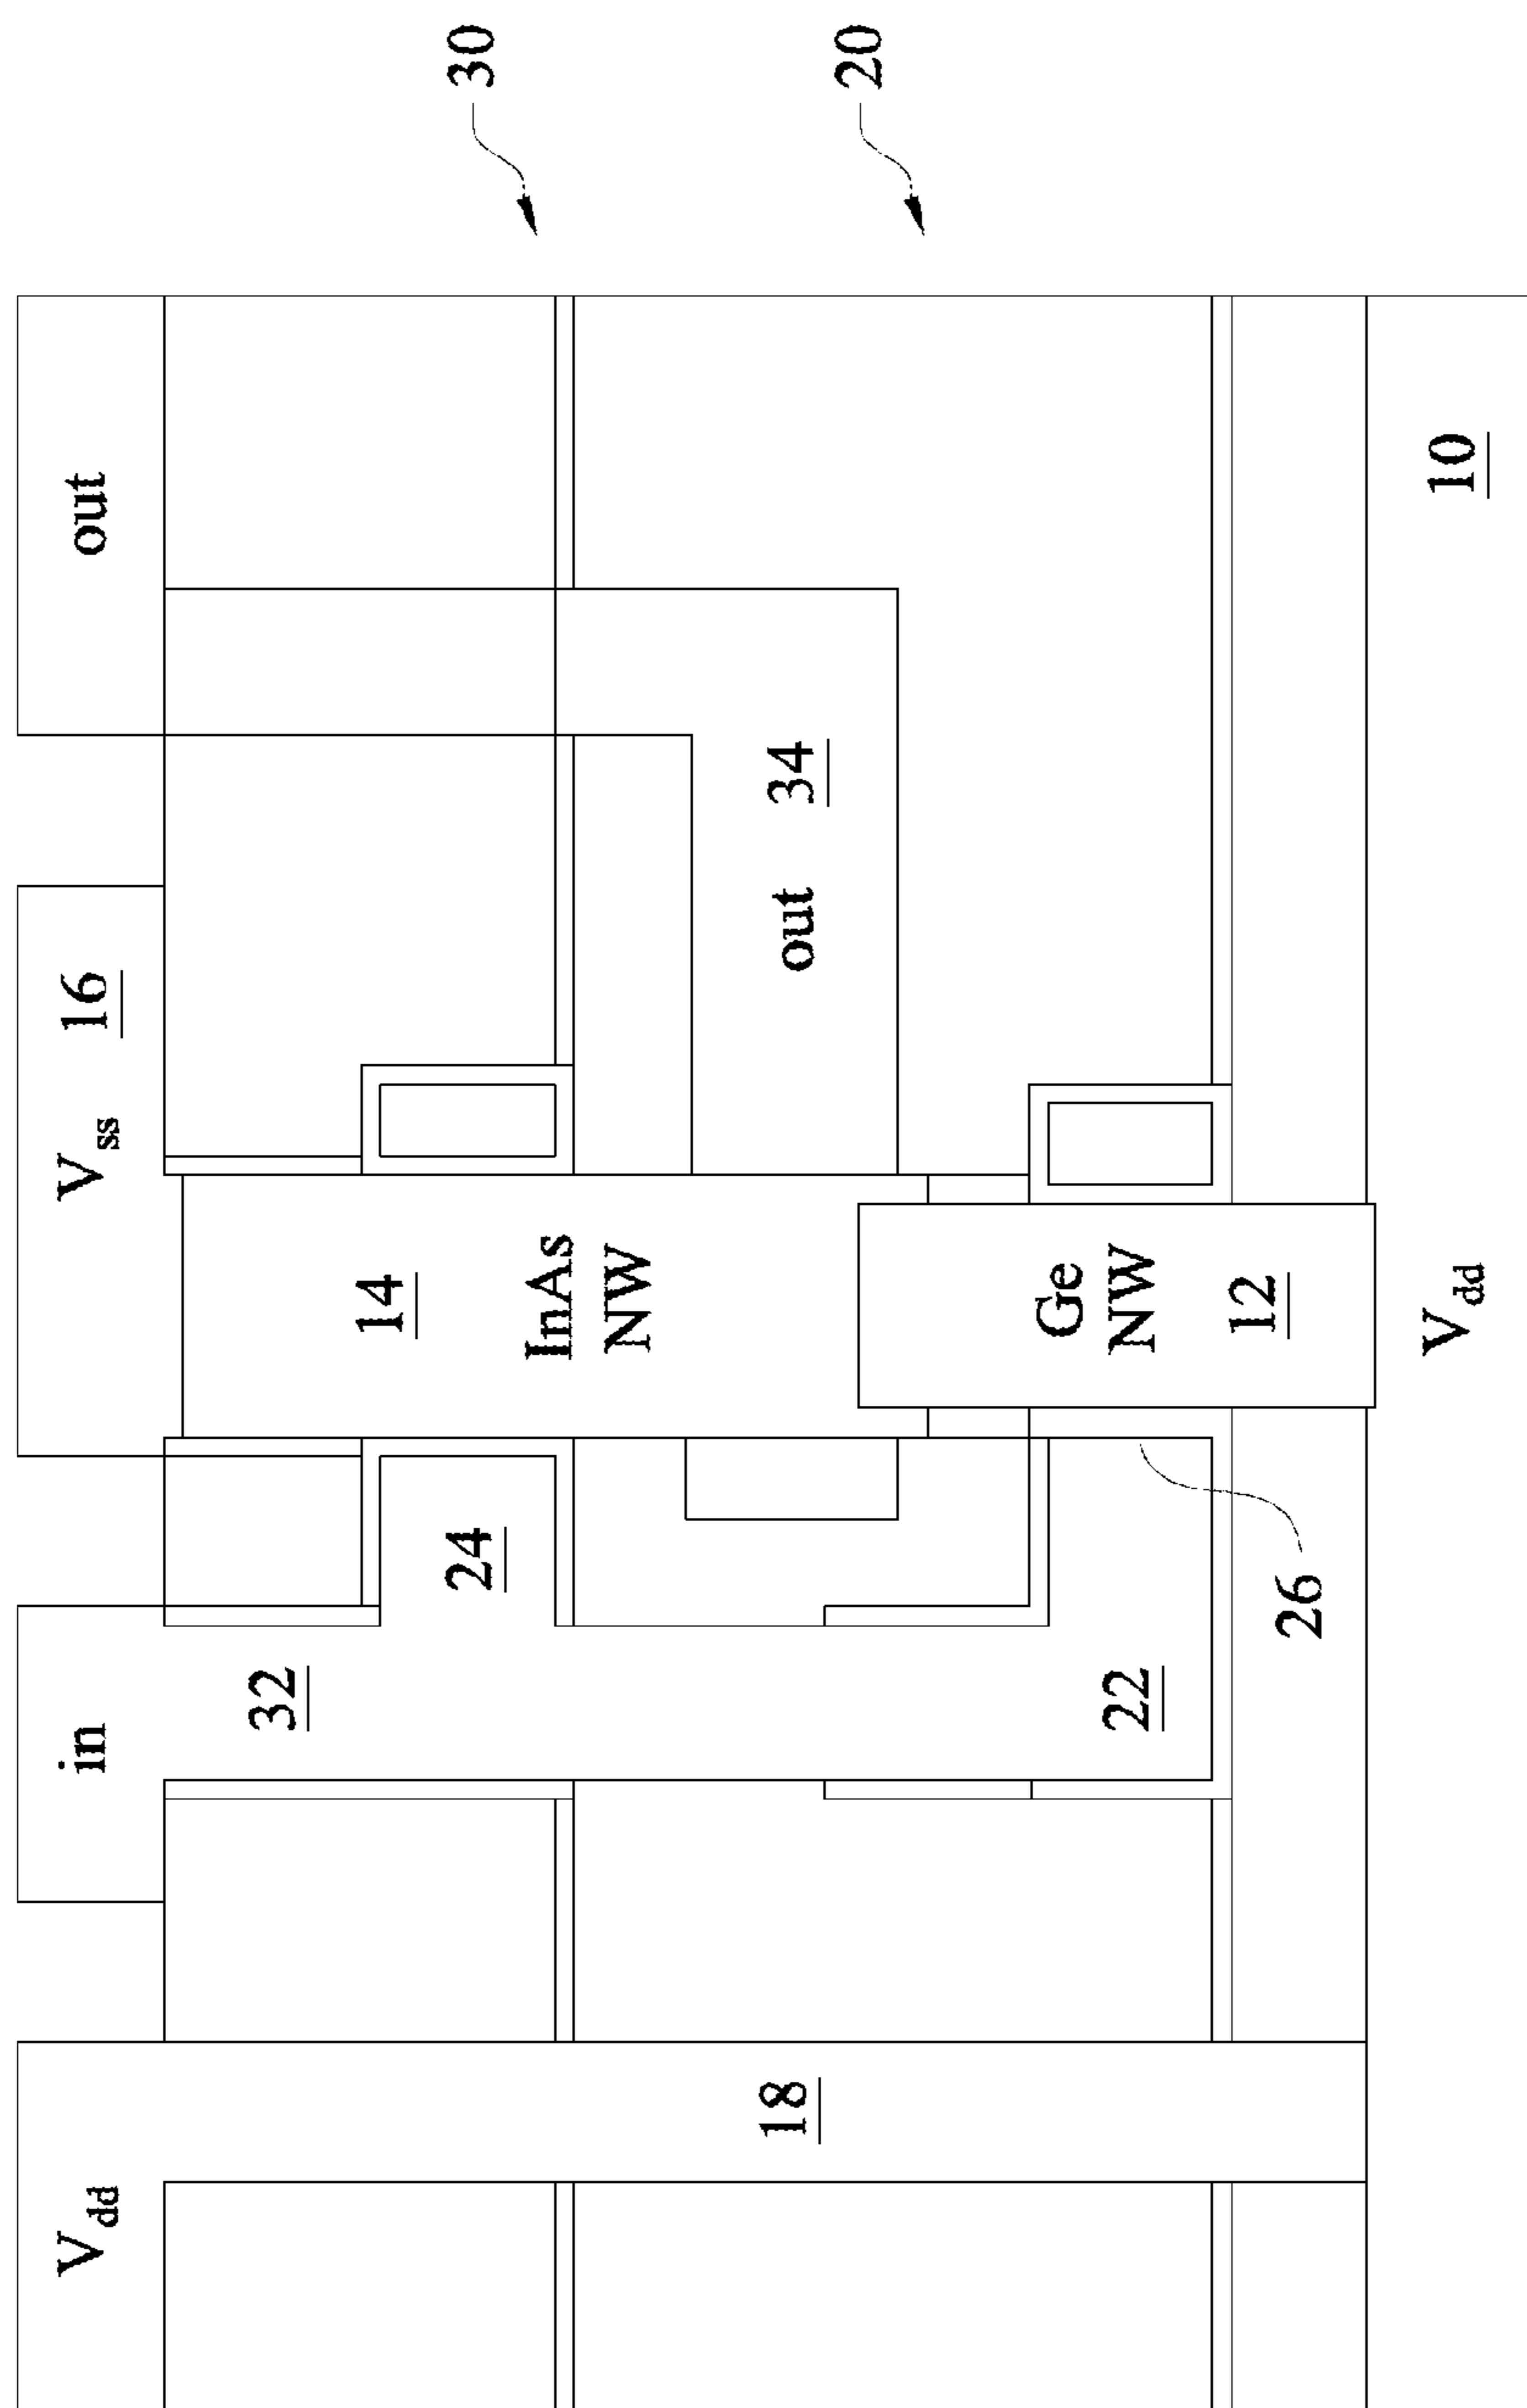 V_dd
in
V_ss 16
out
32
24
14
InAs
NW
18
out 34
22
Ge
NW
12
26
V_dd
10
30
20